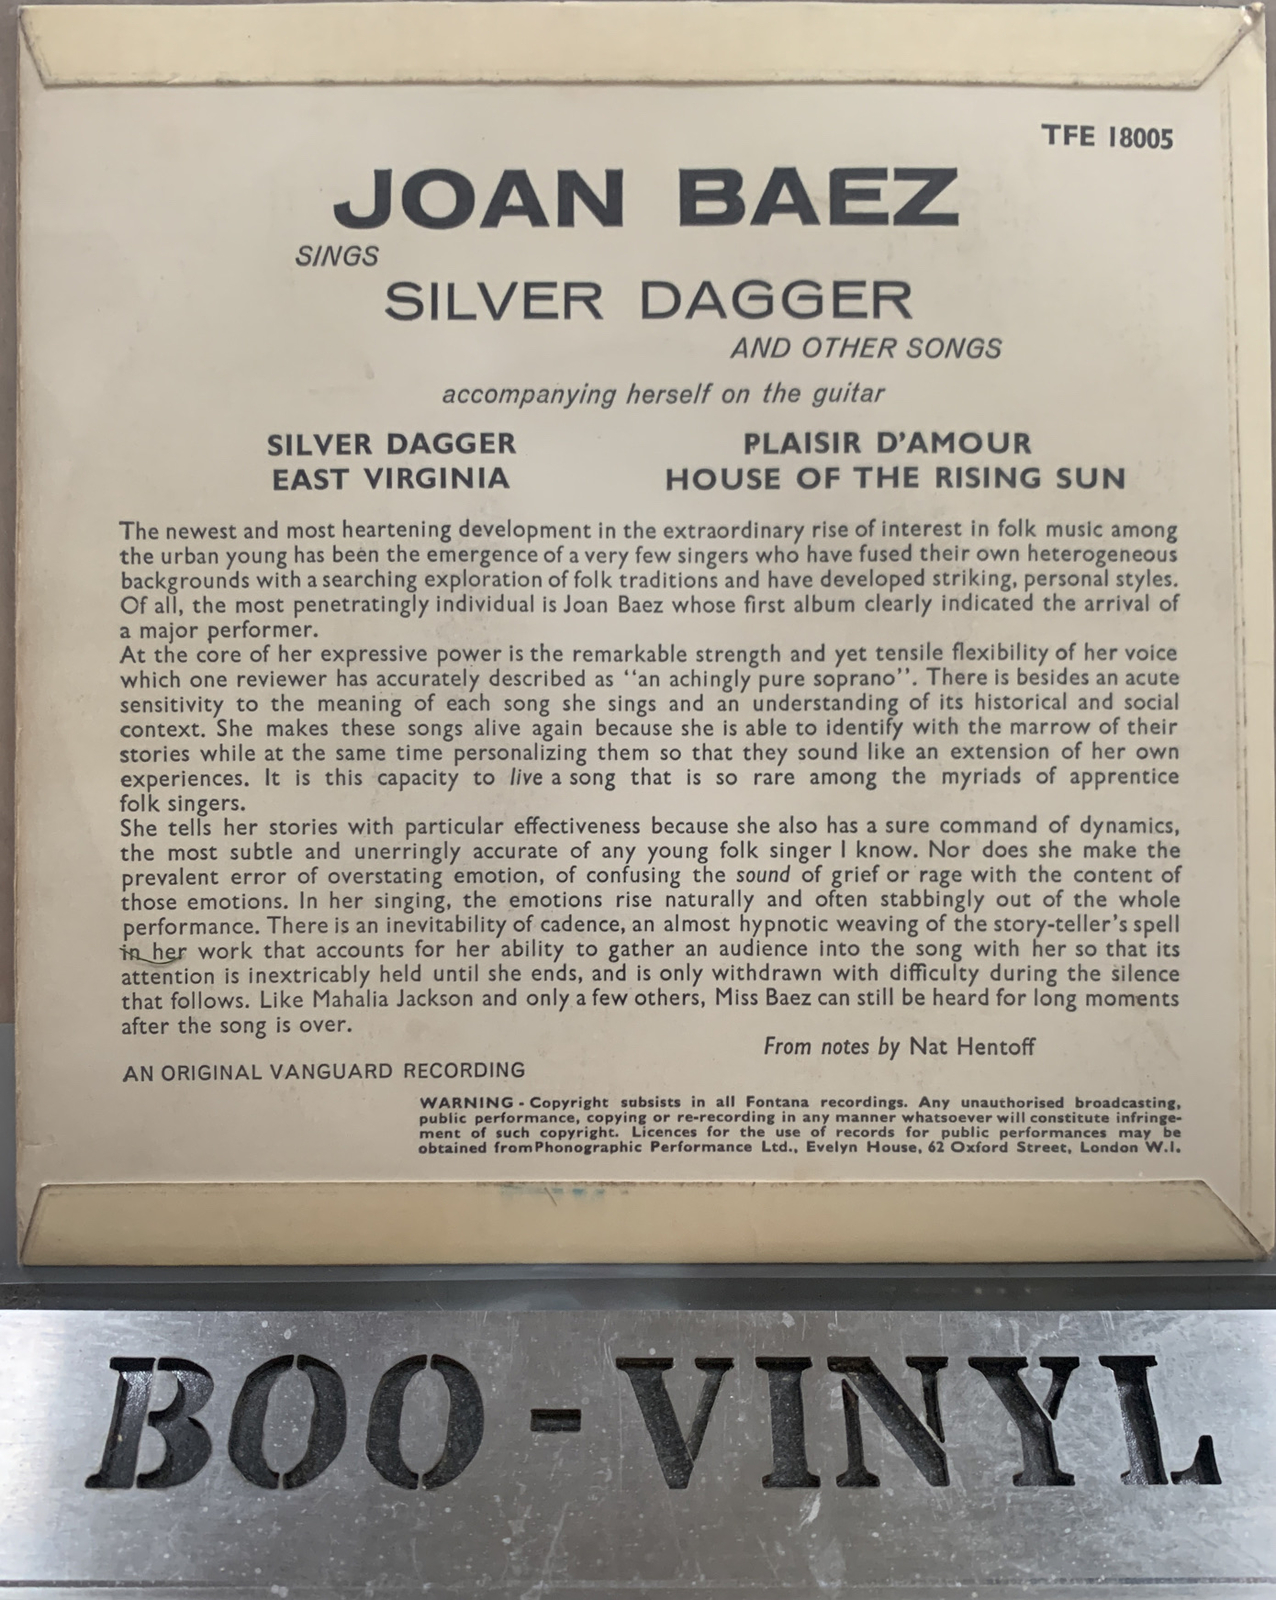 TFE 18005
JOAN BAEZ
SINGS
SILVER DAGGER
AND OTHER SONGS
accompanying herself on the guitar
SILVER DAGGER
EAST VIRGINIA
PLAISIR D'AMOUR
HOUSE OF THE RISING SUN
The newest and most heartening development in the extraordinary rise of interest in folk music among
the urban young has been the emergence of a very few singers who have fused their own heterogeneous
backgrounds with a searching exploration of folk traditions and have developed striking, personal styles.
Of all, the most penetratingly individual is Joan Baez whose first album clearly indicated the arrival of
a major performer.
At the core of her expressive power is the remarkable strength and yet tensile flexibility of her voice
which one reviewer has accurately described as “an achingly pure soprano”. There is besides an acute
sensitivity to the meaning of each song she sings and an understanding of its historical and social
context. She makes these songs alive again because she is able to identify with the marrow of their
stories while at the same time personalizing them so that they sound like an extension of her own
experiences. It is this capacity to live a song that is so rare among the myriads of apprentice
folk singers.
She tells her stories with particular effectiveness because she also has a sure command of dynamics,
the most subtle and unerringly accurate of any young folk singer I know. Nor does she make the
prevalent error of overstating emotion, of confusing the sound of grief or rage with the content of
those emotions. In her singing, the emotions rise naturally and often stabbingly out of the whole
performance. There is an inevitability of cadence, an almost hypnotic weaving of the story-teller's spell
in her work that accounts for her ability to gather an audience into the song with her so that its
attention is inextricably held until she ends, and is only withdrawn with difficulty during the silence
that follows. Like Mahalia Jackson and only a few others, Miss Baez can still be heard for long moments
after the song is over.
From notes by Nat Hentoff
AN ORIGINAL VANGUARD RECORDING
WARNING - Copyright subsists in all Fontana recordings. Any unauthorised broadcasting,
public performance, copying or re-recording in any manner whatsoever will constitute infringe-
ment of such copyright. Licences for the use of records for public performances may be
obtained from Phonographic Performance Ltd., Evelyn House, 62 Oxford Street, London W.1.
BOO-VINYL